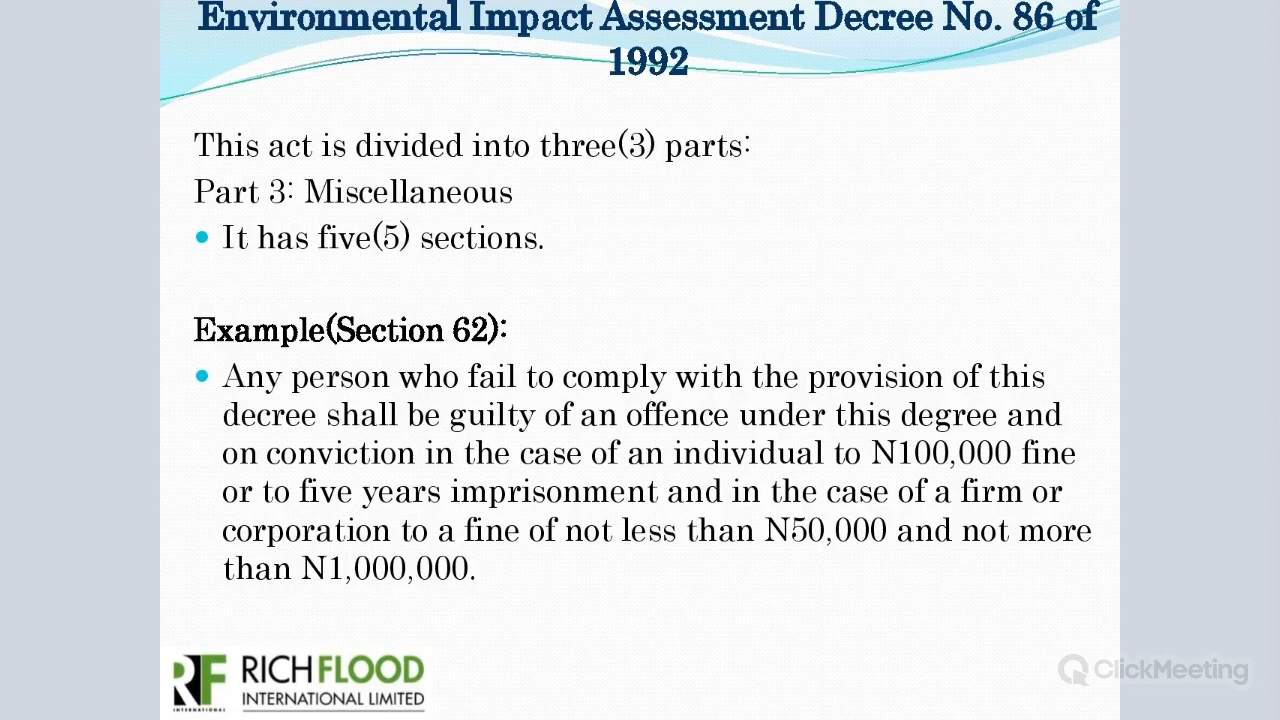 Environmental Impact Assessment Decree No. 86 of
1992
This act is divided into three(3) parts:
Part 3: Miscellaneous
It has five(5) sections.
Example(Section 62):
Any person who fail to comply with the provision of this
decree shall be guilty of an offence under this degree and
on conviction in the case of an individual to N100,000 fine
or to five years imprisonment and in the case of a firm or
corporation to a fine of not less than N50,000 and not more
than N1,000,000.
RF
INTERNATIONAL
RICHFLOOD
INTERNATIONAL LIMITED
ClickMeeting